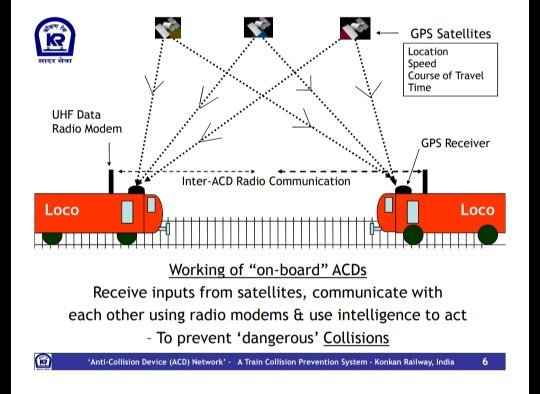 KR
सादर सेवा
GPS Satellites
Location
Speed
Course of Travel
Time
UHF Data
Radio Modem
GPS Receiver
Inter-ACD Radio Communication
Loco
Loco
Working of “on-board” ACDs
Receive inputs from satellites, communicate with
each other using radio modems & use intelligence to act
– To prevent ‘dangerous’ Collisions
‘Anti-Collision Device (ACD) Network’ - A Train Collision Prevention System - Konkan Railway, India
6